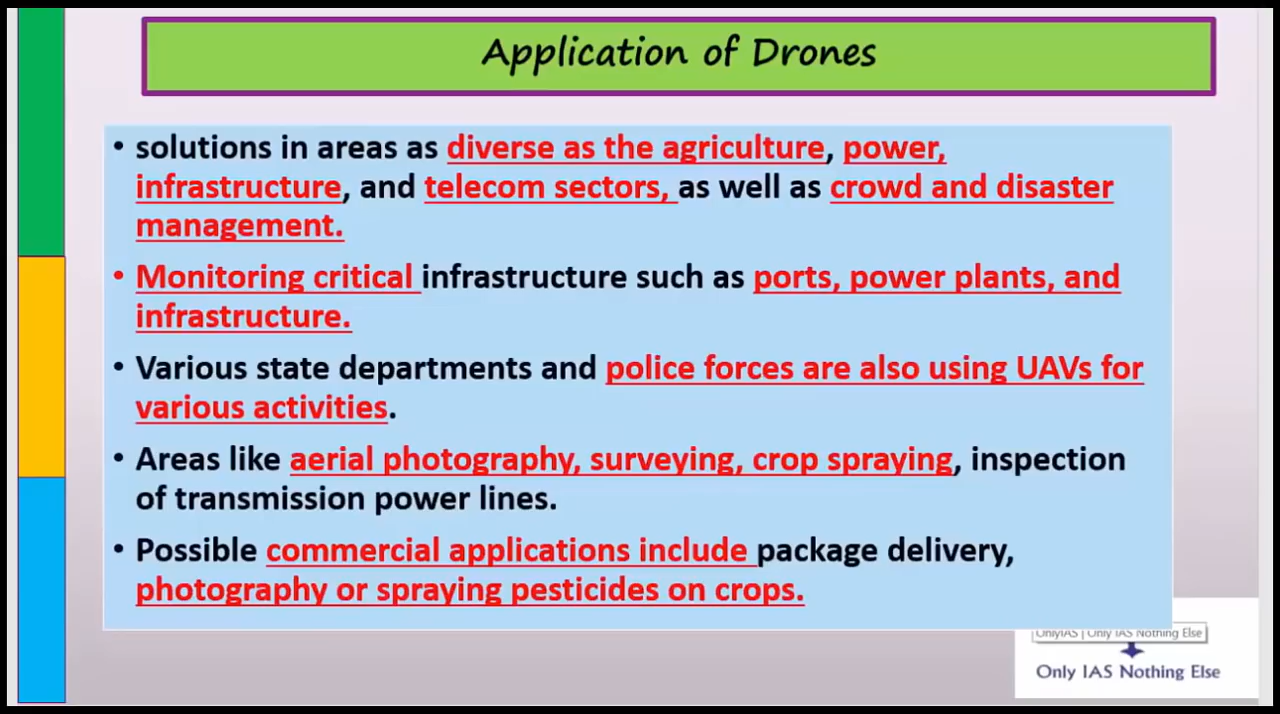 Application of Drones
• solutions in areas as diverse as the agriculture, power,
infrastructure, and telecom sectors, as well as crowd and disaster
management.
• Monitoring critical infrastructure such as ports, power plants, and
infrastructure.
• Various state departments and police forces are also using UAVs for
various activities.
• Areas like aerial photography, surveying, crop spraying, inspection
of transmission power lines.
• Possible commercial applications include package delivery,
photography or spraying pesticides on crops.
OnlyIAS | Only IAS Nothing Else
Only IAS Nothing Else